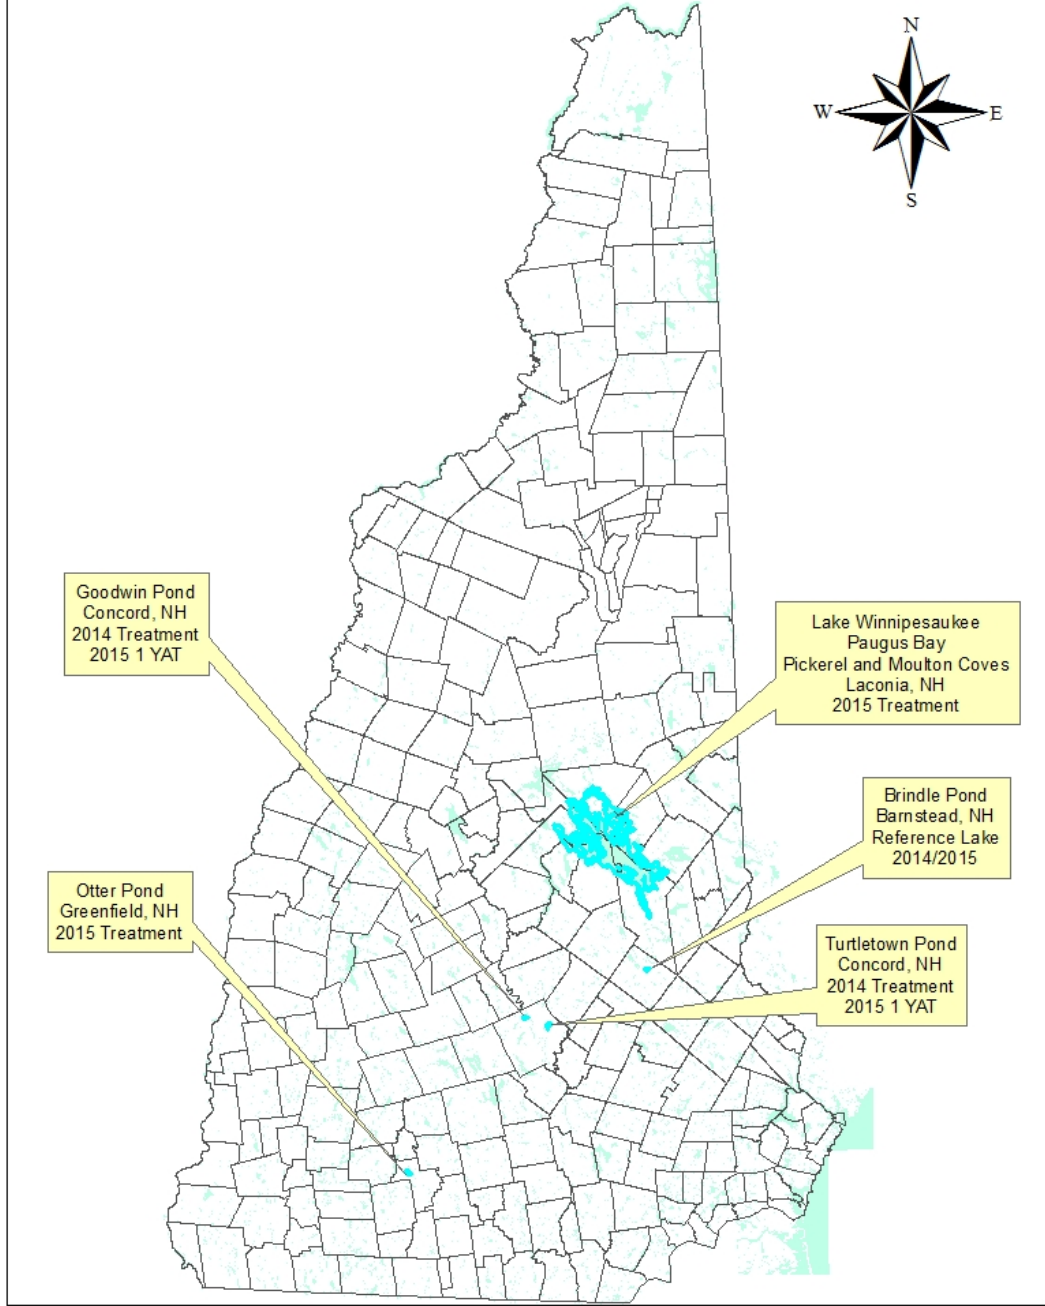 N
W
E
S
Goodwin Pond
Concord, NH
2014 Treatment
2015 1 YAT
Lake Winnipesaukee
Paugus Bay
Pickerel and Moulton Coves
Laconia, NH
2015 Treatment
Brindle Pond
Barnstead, NH
Reference Lake
2014/2015
Otter Pond
Greenfield, NH
2015 Treatment
Turtletown Pond
Concord, NH
2014 Treatment
2015 1 YAT